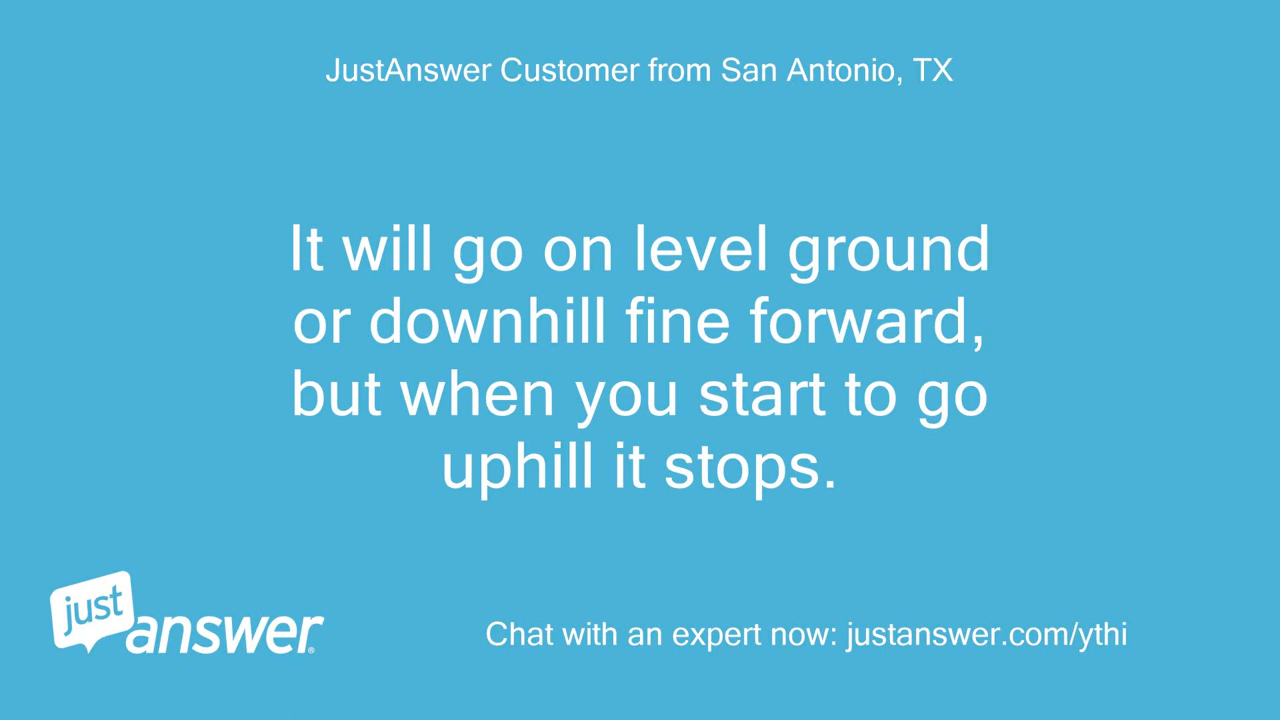 JustAnswer Customer from San Antonio, TX
It will go on level ground
or downhill fine forward,
but when you start to go
uphill it stops.
just
answer®
Chat with an expert now: justanswer.com/ythi